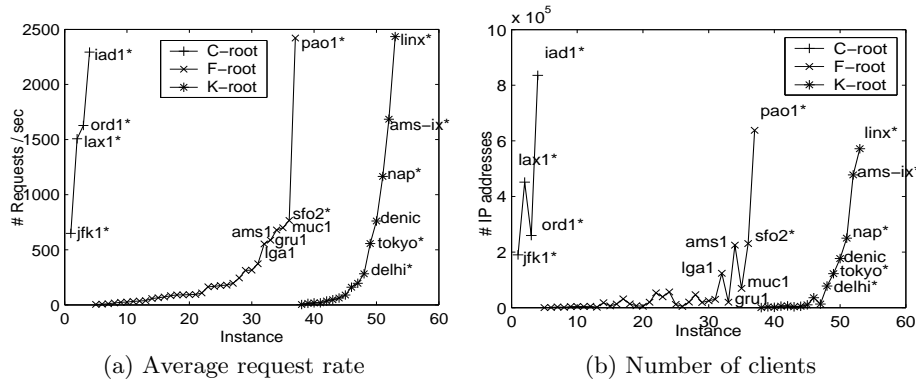 2500
2000
1500
1000
500
0
# Requests / sec
0 10 20 30 40 50 60
Instance
C−root
F−root
K−root
iad1*
ord1*
lax1*
jfk1*
pao1*
sfo2*
muc1
ams1
gru1
lga1
linx*
ams−ix*
nap*
denic
tokyo*
delhi*
(a) Average request rate
x 10^5
10
8
6
4
2
0
# IP addresses
0 10 20 30 40 50 60
Instance
C−root
F−root
K−root
iad1*
lax1*
ord1*
jfk1*
pao1*
ams1
sfo2*
lga1
muc1
gru1
linx*
ams−ix*
nap*
denic
tokyo*
delhi*
(b) Number of clients